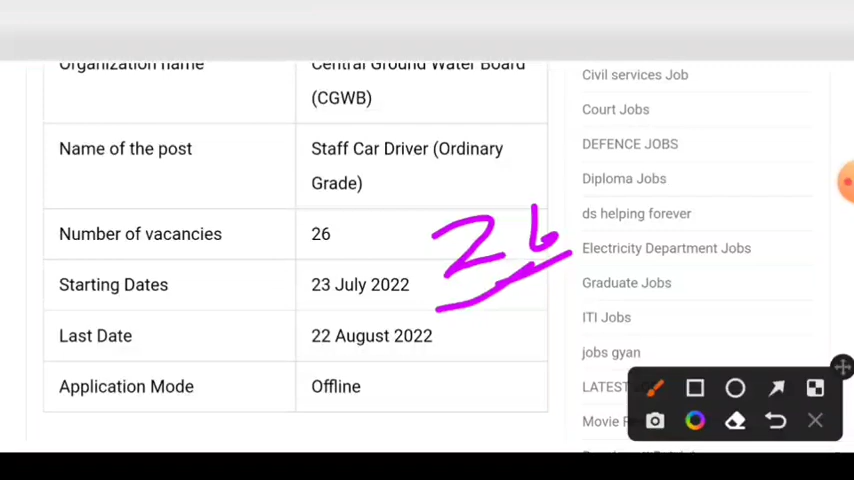 Organization name
Central Ground Water Board
(CGWB)
Name of the post
Staff Car Driver (Ordinary
Grade)
Number of vacancies
26
26
Starting Dates
23 July 2022
Last Date
22 August 2022
Application Mode
Offline
Civil services Job
Court Jobs
DEFENCE JOBS
Diploma Jobs
ds helping forever
Electricity Department Jobs
Graduate Jobs
ITI Jobs
jobs gyan
Movie